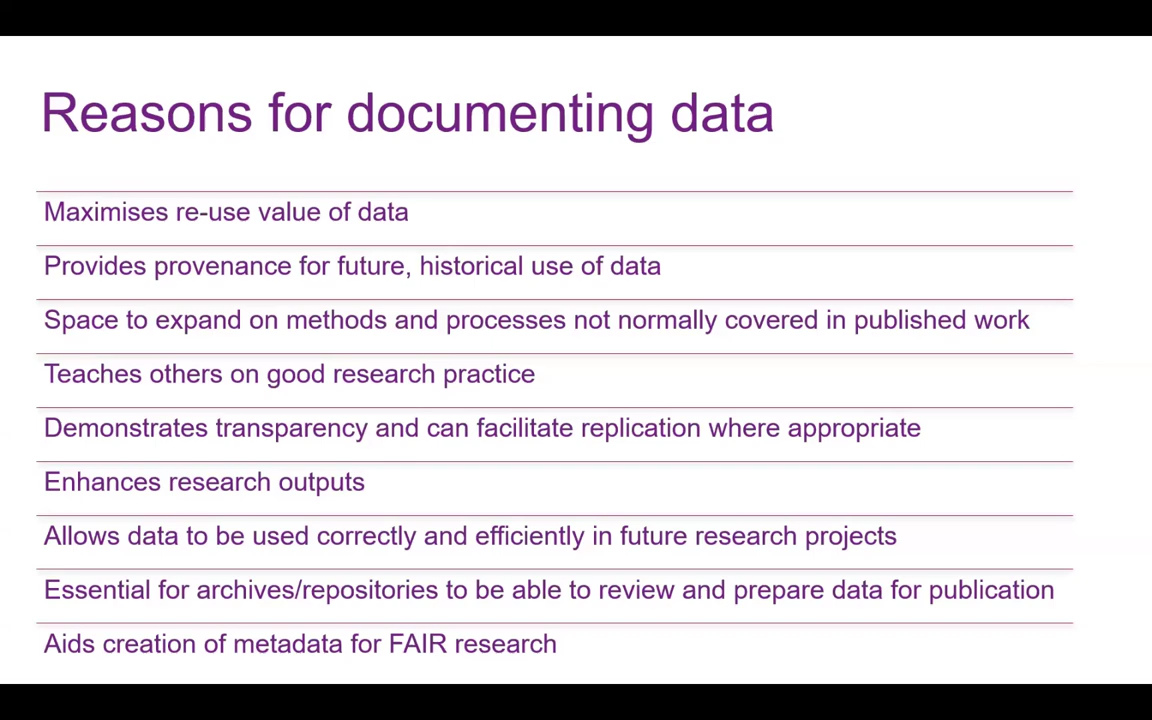 Reasons for documenting data
Maximises re-use value of data
Provides provenance for future, historical use of data
Space to expand on methods and processes not normally covered in published work
Teaches others on good research practice
Demonstrates transparency and can facilitate replication where appropriate
Enhances research outputs
Allows data to be used correctly and efficiently in future research projects
Essential for archives/repositories to be able to review and prepare data for publication
Aids creation of metadata for FAIR research